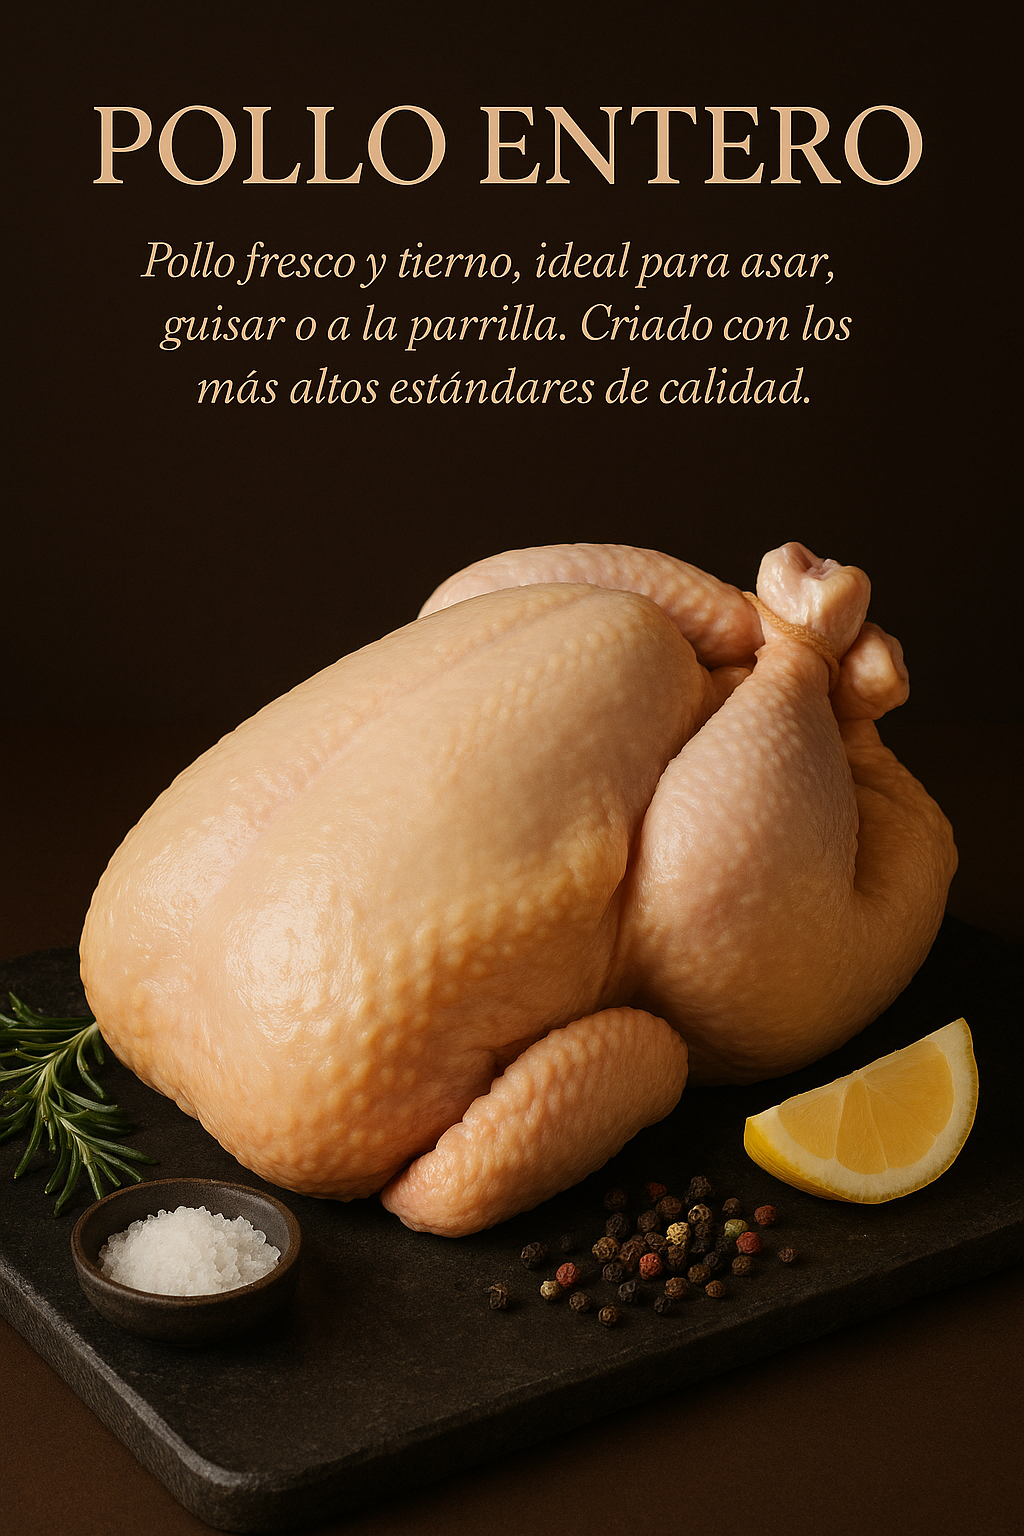 POLLO ENTERO
Pollo fresco y tierno, ideal para asar,
guisar o a la parrilla. Criado con los
más altos estándares de calidad.